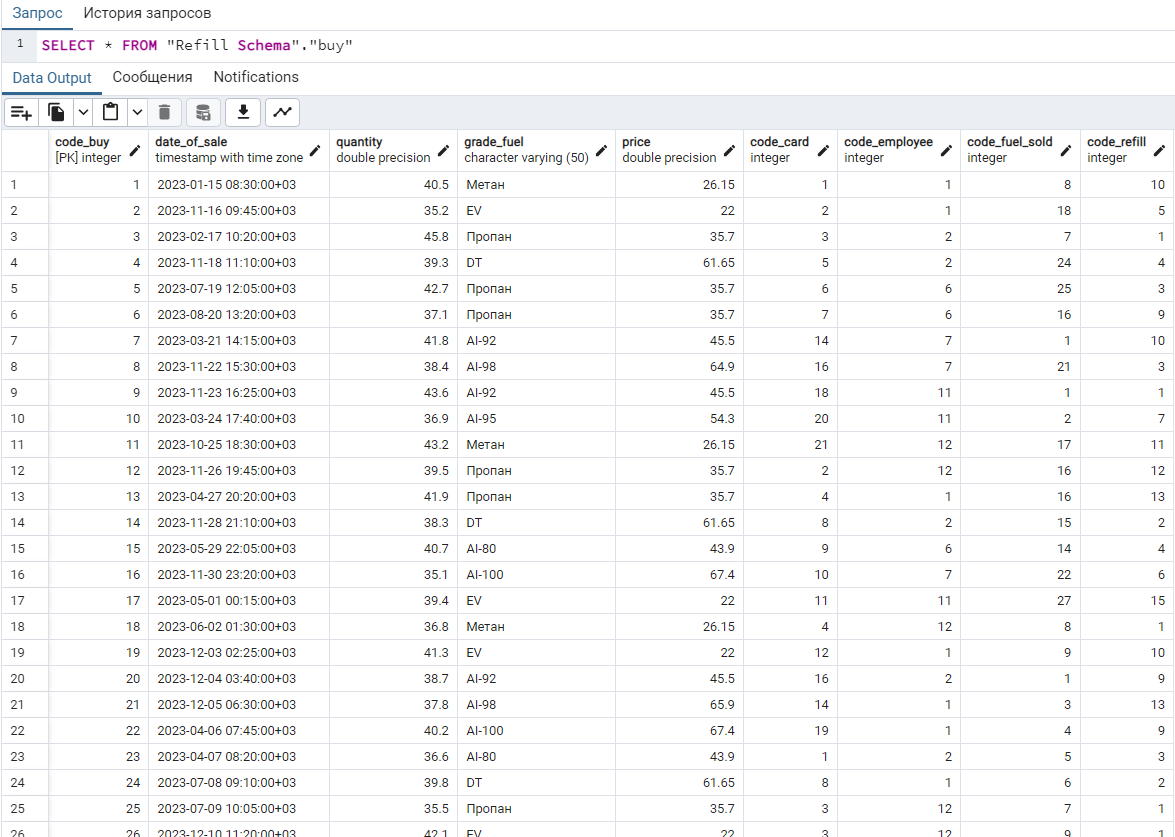 Запрос История запросов
1 SELECT * FROM "Refill Schema"."buy"
Data Output Сообщения Notifications
code_buy date_of_sale quantity grade_fuel price code_card code_employee code_fuel_sold code_refill
[PK] integer timestamp with time zone double precision character varying (50) double precision integer integer integer integer
1 1 2023-01-15 08:30:00+03 40.5 Метан 26.15 1 1 8 10
2 2 2023-11-16 09:45:00+03 35.2 EV 22 2 1 18 5
3 3 2023-02-17 10:20:00+03 45.8 Пропан 35.7 3 2 7 1
4 4 2023-11-18 11:10:00+03 39.3 DT 61.65 5 2 24 4
5 5 2023-07-19 12:05:00+03 42.7 Пропан 35.7 6 6 25 3
6 6 2023-08-20 13:20:00+03 37.1 Пропан 35.7 7 6 16 9
7 7 2023-03-21 14:15:00+03 41.8 AI-92 45.5 14 7 1 10
8 8 2023-11-22 15:30:00+03 38.4 AI-98 64.9 16 7 21 3
9 9 2023-11-23 16:25:00+03 43.6 AI-92 45.5 18 11 1 1
10 10 2023-03-24 17:40:00+03 36.9 AI-95 54.3 20 11 2 7
11 11 2023-10-25 18:30:00+03 43.2 Метан 26.15 21 12 17 11
12 12 2023-11-26 19:45:00+03 39.5 Пропан 35.7 2 12 16 12
13 13 2023-04-27 20:20:00+03 41.9 Пропан 35.7 4 1 16 13
14 14 2023-11-28 21:10:00+03 38.3 DT 61.65 8 2 15 2
15 15 2023-05-29 22:05:00+03 40.7 AI-80 43.9 9 6 14 4
16 16 2023-11-30 23:20:00+03 35.1 AI-100 67.4 10 7 22 6
17 17 2023-05-01 00:15:00+03 39.4 EV 22 11 11 27 15
18 18 2023-06-02 01:30:00+03 36.8 Метан 26.15 4 12 8 1
19 19 2023-12-03 02:25:00+03 41.3 EV 22 12 1 9 10
20 20 2023-12-04 03:40:00+03 38.7 AI-92 45.5 16 2 1 9
21 21 2023-12-05 06:30:00+03 37.8 AI-98 65.9 14 1 3 13
22 22 2023-04-06 07:45:00+03 40.2 AI-100 67.4 19 1 4 9
23 23 2023-04-07 08:20:00+03 36.6 AI-80 43.9 1 2 5 3
24 24 2023-07-08 09:10:00+03 39.8 DT 61.65 8 1 6 2
25 25 2023-07-09 10:05:00+03 35.5 Пропан 35.7 3 12 7 1
26 26 2023-12-10 11:20:00+03 42.1 EV 22 3 12 9 1